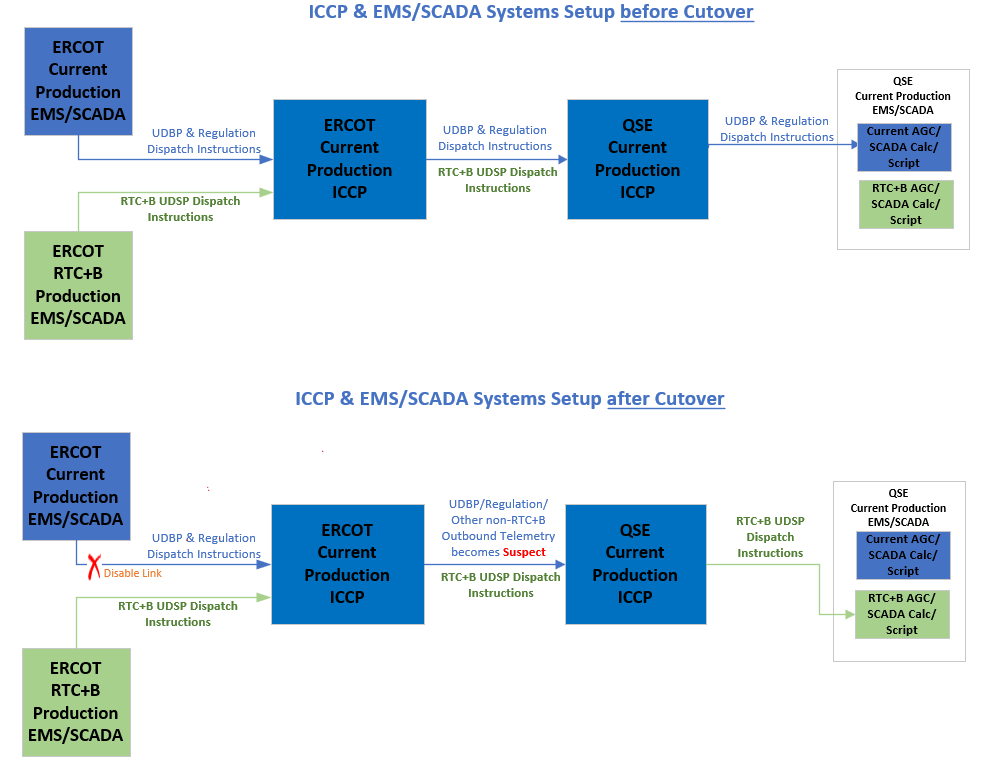 ICCP & EMS/SCADA Systems Setup before Cutover
ERCOT
Current
Production
EMS/SCADA
UDBP & Regulation
Dispatch Instructions
RTC+B UDSP Dispatch
Instructions
ERCOT
RTC+B
Production
EMS/SCADA
ERCOT
Current
Production
ICCP
UDBP & Regulation
Dispatch Instructions
RTC+B UDSP Dispatch
Instructions
QSE
Current
Production
ICCP
UDBP & Regulation
Dispatch Instructions
QSE
Current Production
EMS/SCADA
Current AGC/
SCADA Calc/
Script
RTC+B AGC/
SCADA Calc/
Script
ICCP & EMS/SCADA Systems Setup after Cutover
ERCOT
Current
Production
EMS/SCADA
UDBP & Regulation
Dispatch Instructions
X
Disable Link
RTC+B UDSP Dispatch
Instructions
ERCOT
RTC+B
Production
EMS/SCADA
ERCOT
Current
Production
ICCP
UDBP/Regulation/
Other non-RTC+B
Outbound Telemetry
becomes Suspect
RTC+B UDSP Dispatch
Instructions
QSE
Current
Production
ICCP
RTC+B UDSP
Dispatch
Instructions
QSE
Current Production
EMS/SCADA
Current AGC/
SCADA Calc/
Script
RTC+B AGC/
SCADA Calc/
Script